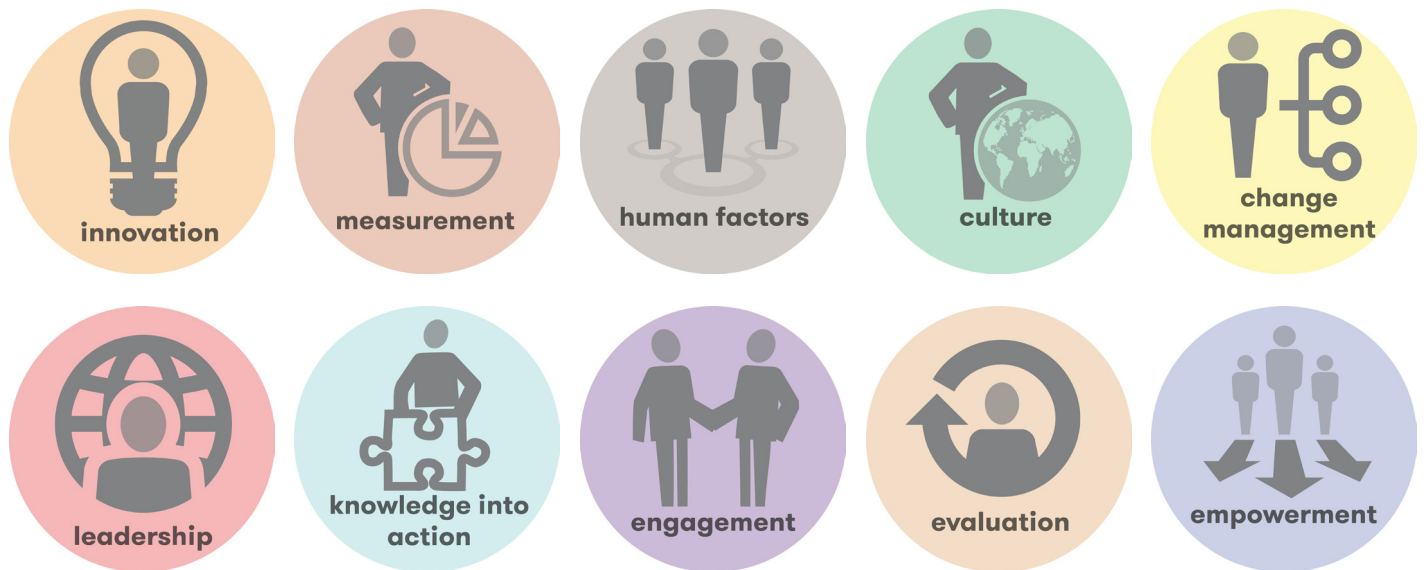 innovation
measurement
human factors
culture
change
management
leadership
knowledge into
action
engagement
evaluation
empowerment